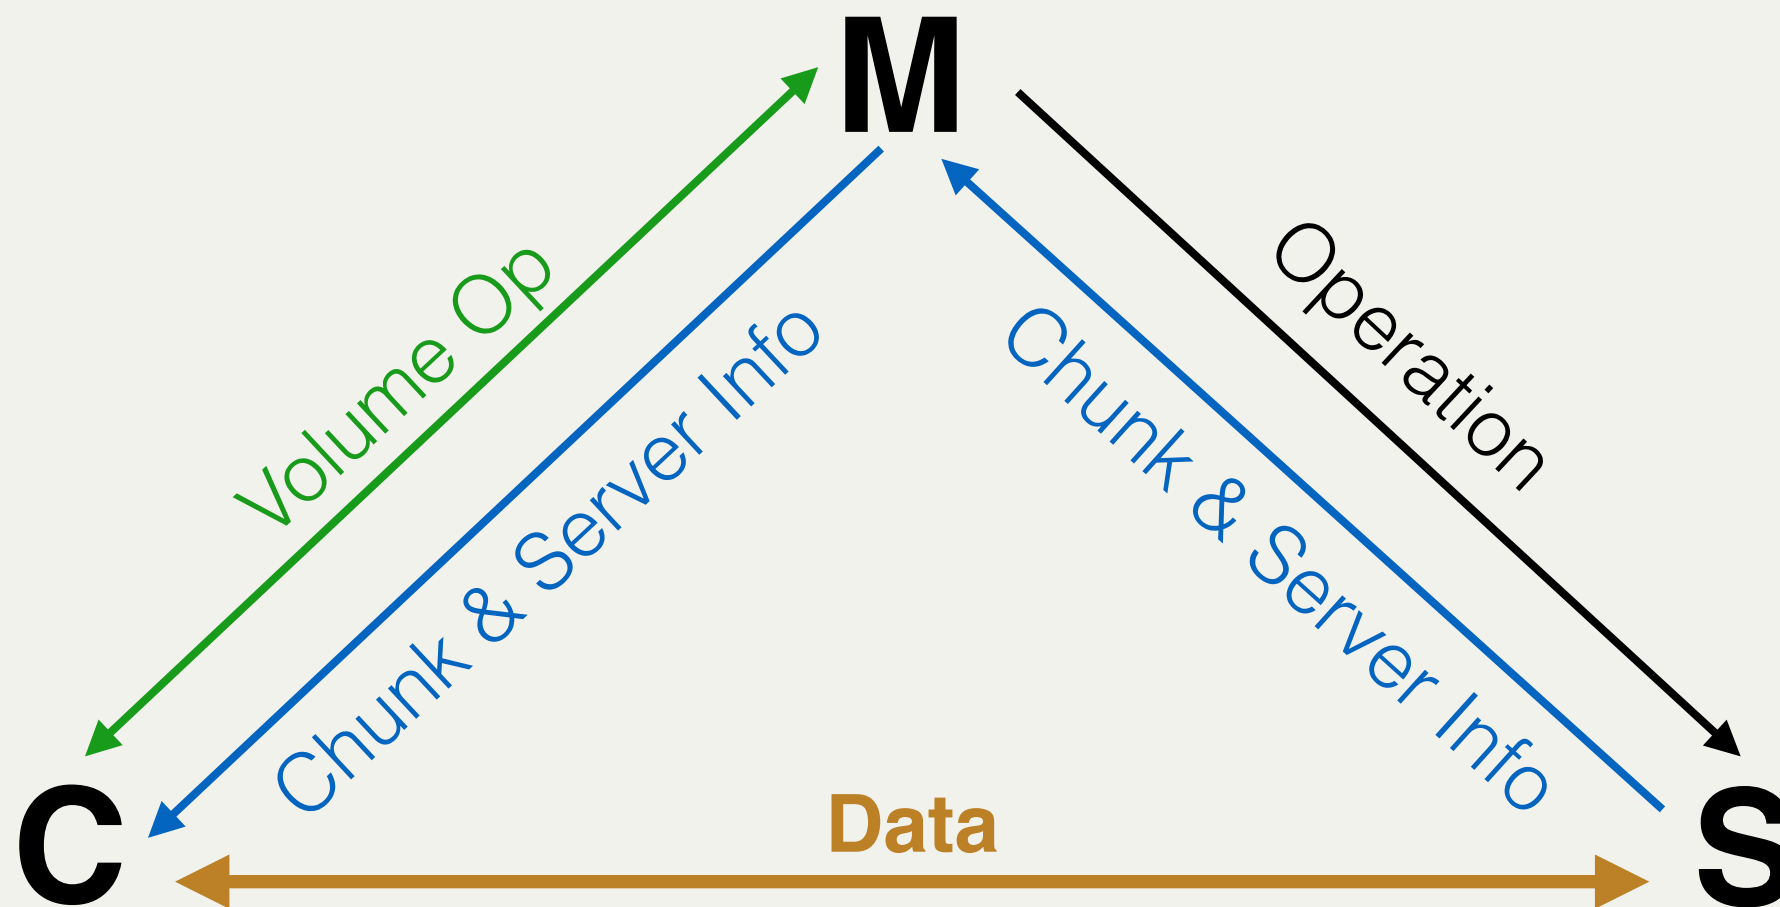 M
Volume Op
Chunk & Server Info
Operation
Chunk & Server Info
C
Data
S